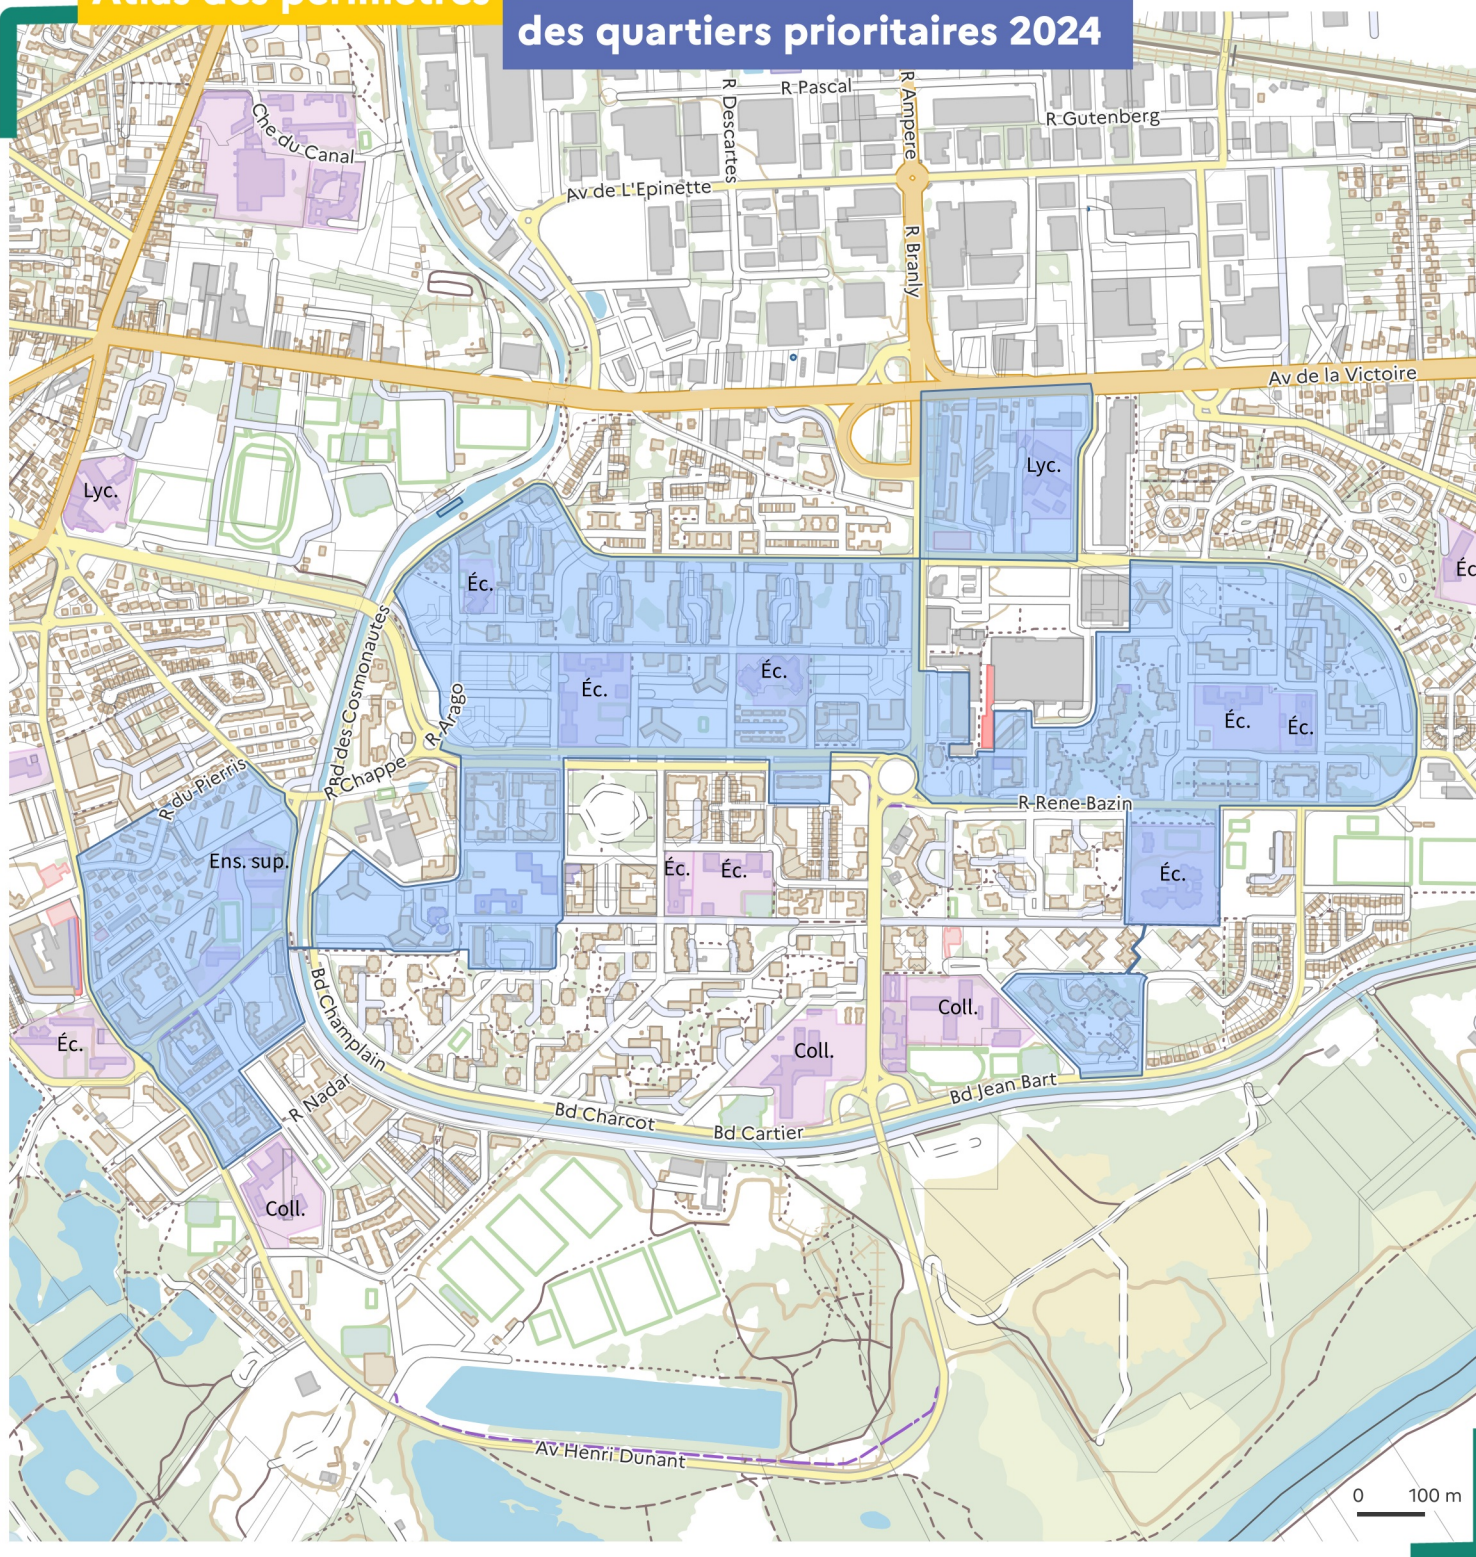 Atlas des périmètres
des quartiers prioritaires 2024
R Pascal
R Descartes
R Ampere
R Gutenberg
Che du Canal
Av de L'Epinette
R Branly
Av de la Victoire
Lyc.
Lyc.
Éc.
Éc
Bd des Cosmonautes
Éc.
Éc.
R Arago
Éc.
Éc.
R Chappe
R du Pierris
R Rene Bazin
Ens. sup.
Éc.
Éc.
Éc.
Bd Champlain
Coll.
Éc.
Coll.
R Nadar
Bd Jean Bart
Bd Charcot
Bd Cartier
Coll.
Av Henri Dunant
0 100 m